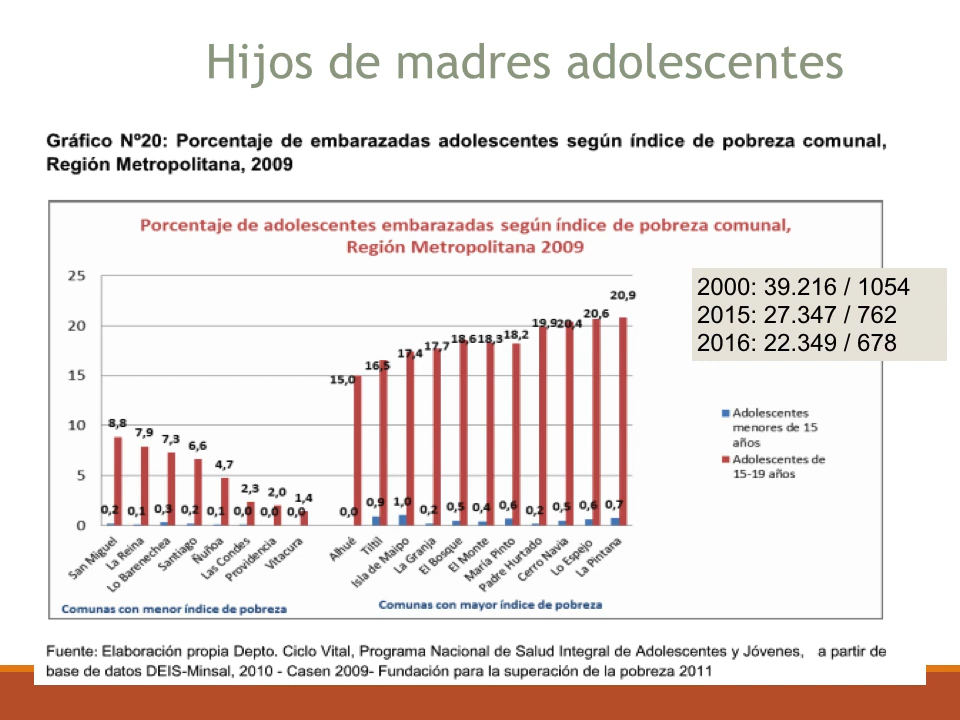 Hijos de madres adolescentes
Gráfico Nº20: Porcentaje de embarazadas adolescentes según índice de pobreza comunal,
Región Metropolitana, 2009
Porcentaje de adolescentes embarazadas según índice de pobreza comunal,
Región Metropolitana 2009
25
20
15
10
5
0
8,8
7,9
7,3
6,6
4,7
2,3
2,0
1,4
15,0
16,5
17,4
17,7
18,6
18,3
18,2
19,9
20,4
20,6
20,9
0,2
0,1
0,3
0,2
0,1
0,0
0,0
0,0
0,0
0,9
1,0
0,2
0,5
0,4
0,6
0,2
0,5
0,6
0,7
San Miguel
La Reina
Lo Barenechea
Santiago
Ñuñoa
Las Condes
Providencia
Vitacura
Alhué
Tiltil
Isla de Maipo
La Granja
El Bosque
El Monte
María Pinto
Padre Hurtado
Cerro Navia
Lo Espejo
La Pintana
Comunas con menor índice de pobreza
Comunas con mayor índice de pobreza
2000: 39.216 / 1054
2015: 27.347 / 762
2016: 22.349 / 678
Adolescentes
menores de 15
años
Adolescentes de
15-19 años
Fuente: Elaboración propia Depto. Ciclo Vital, Programa Nacional de Salud Integral de Adolescentes y Jóvenes, a partir de
base de datos DEIS-Minsal, 2010 - Casen 2009- Fundación para la superación de la pobreza 2011